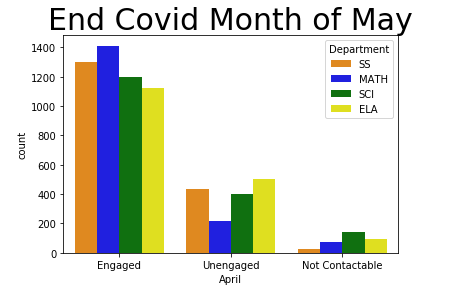 End Covid Month of May
Department
SS
MATH
SCI
ELA
1400
1200
1000
800
600
400
200
0
count
Engaged
Unengaged
Not Contactable
April